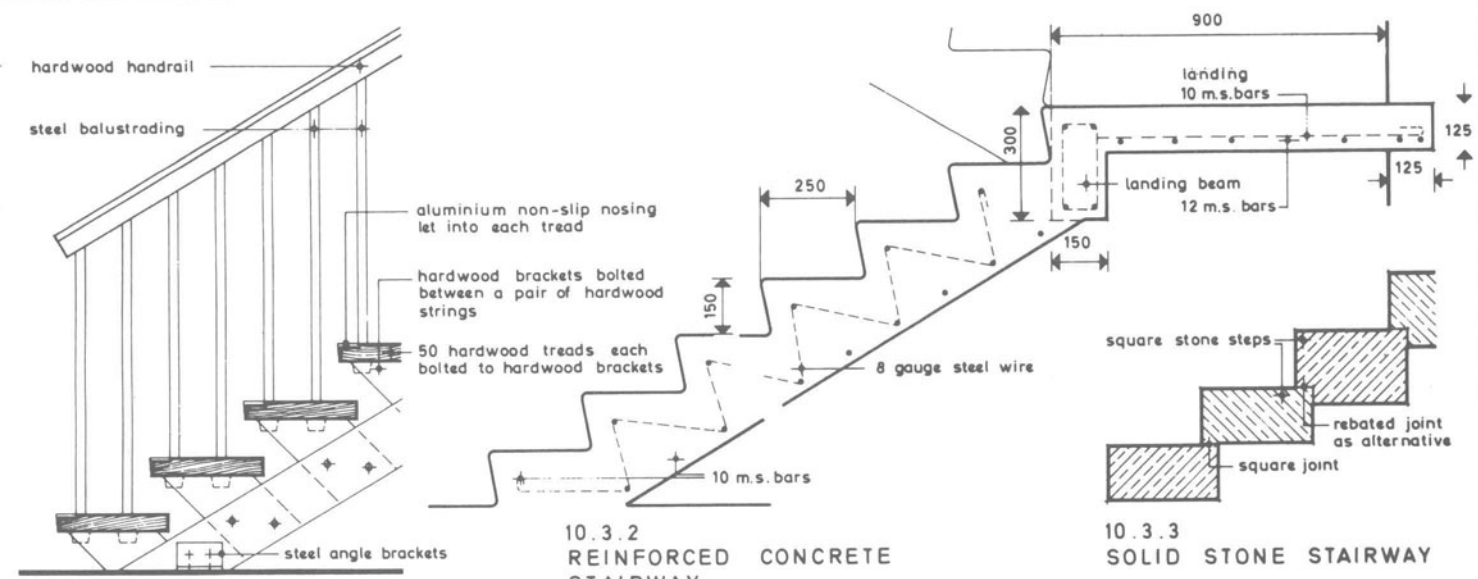 hardwood handrail
steel balustrading
aluminium non-slip nosing
let into each tread
hardwood brackets bolted
between a pair of hardwood
strings
50 hardwood treads each
bolted to hardwood brackets
steel angle brackets
250
150
8 gauge steel wire
10 m.s. bars
10.3.2
REINFORCED CONCRETE
STAIRWAY
900
landing
10 m.s. bars
300
125
125
landing beam
12 m.s. bars
150
square stone steps
rebated joint
as alternative
square joint
10.3.3
SOLID STONE STAIRWAY